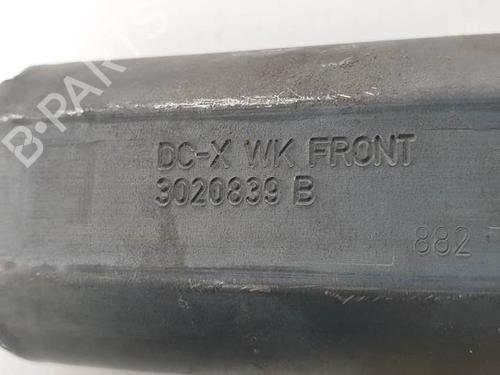 B-PARTS
DC-X WK FRONT
3020839 B
882